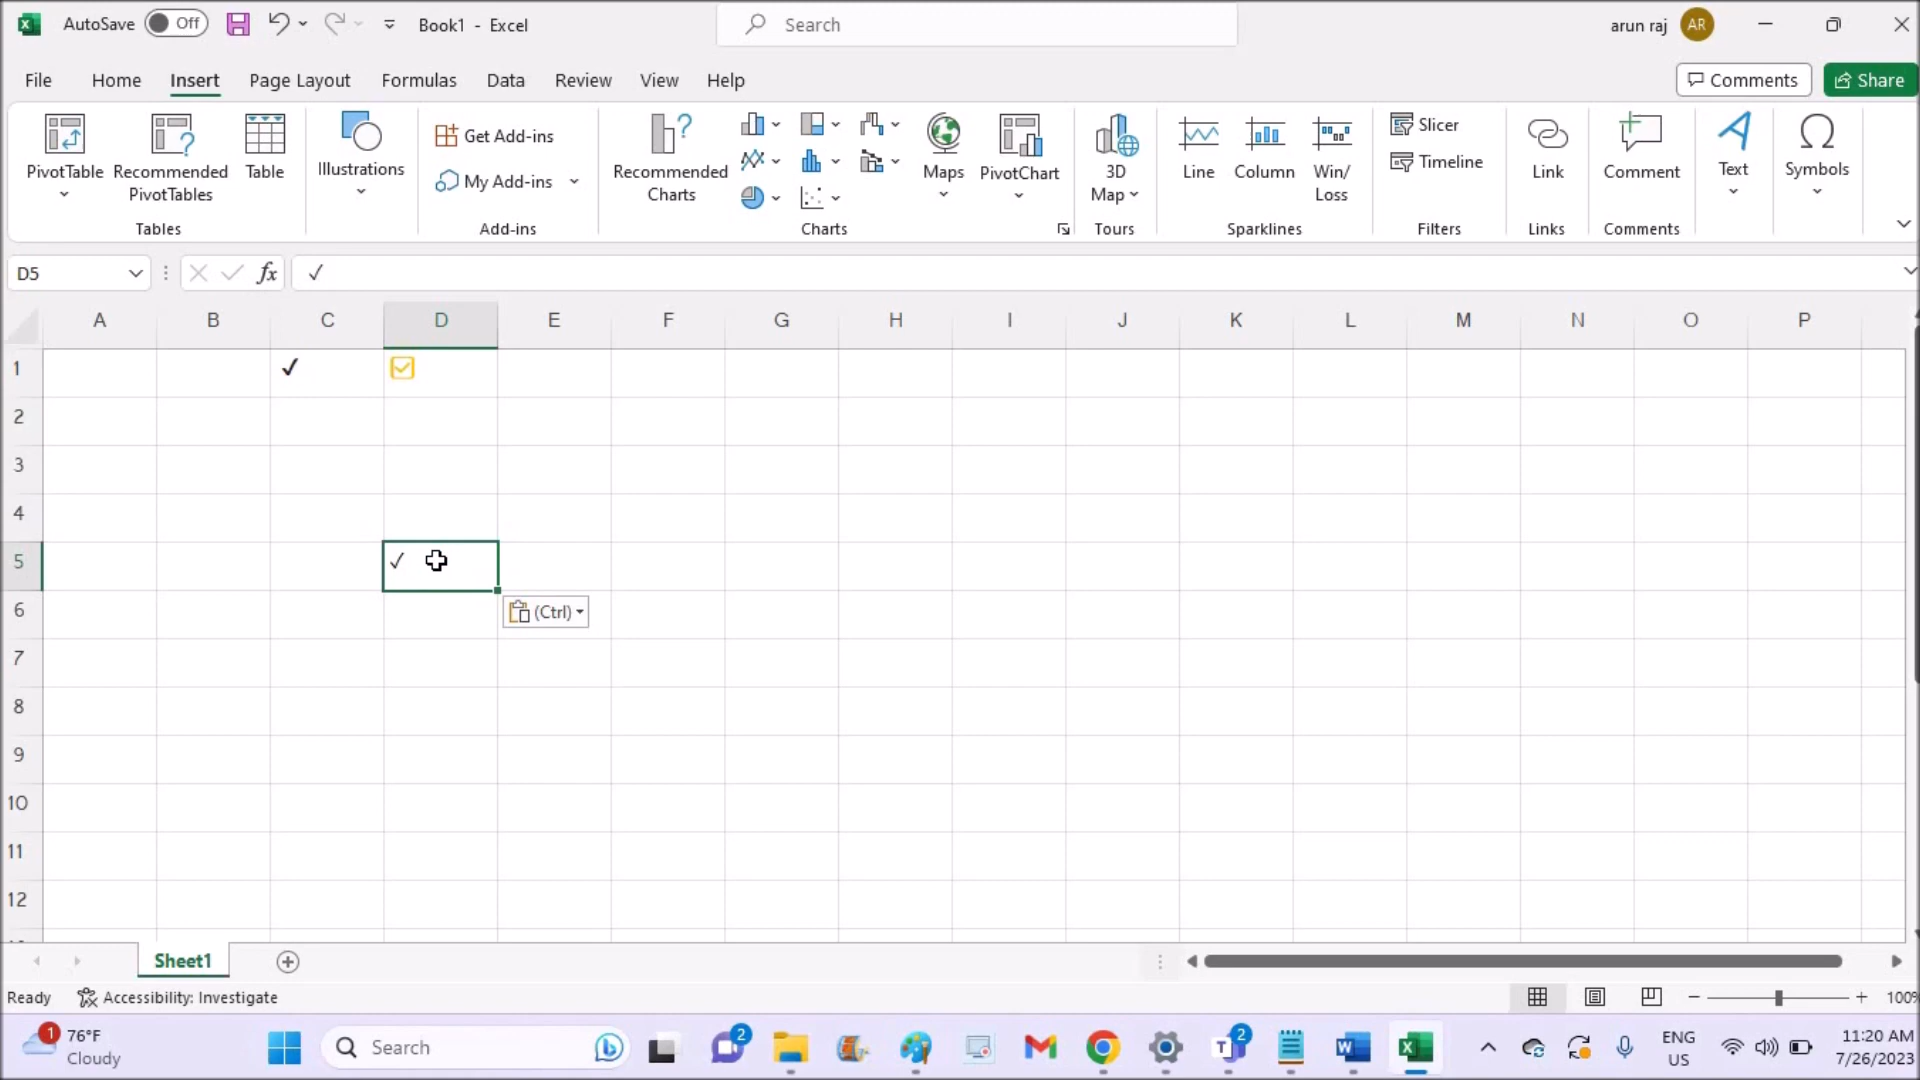 AutoSave Off Book1 - Excel Search arun raj AR
File Home Insert Page Layout Formulas Data Review View Help Comments Share
PivotTable Recommended PivotTables Table Illustrations Get Add-ins My Add-ins Recommended Charts Maps PivotChart 3D Map Line Column Win/ Loss Slicer Timeline Link Comment Text Symbols
Tables Add-ins Charts Tours Sparklines Filters Links Comments
D5 fx ✓
A B C D E F G H I J K L M N O P
1 ✓ ☑
2
3
4
5 ✓
6 (Ctrl)
7
8
9
10
11
12
Sheet1
Ready Accessibility: Investigate 100%
1 76°F Search 2 2 ENG 11:20 AM
Cloudy US 7/26/2023